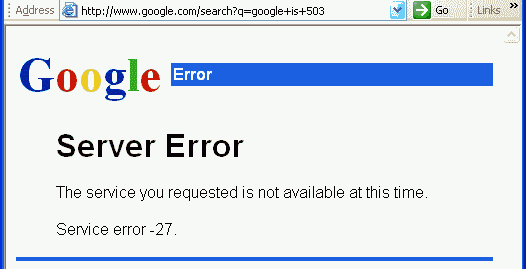 Address http://www.google.com/search?q=google+is+503 Go Links »
Google Error
Server Error
The service you requested is not available at this time.
Service error -27.